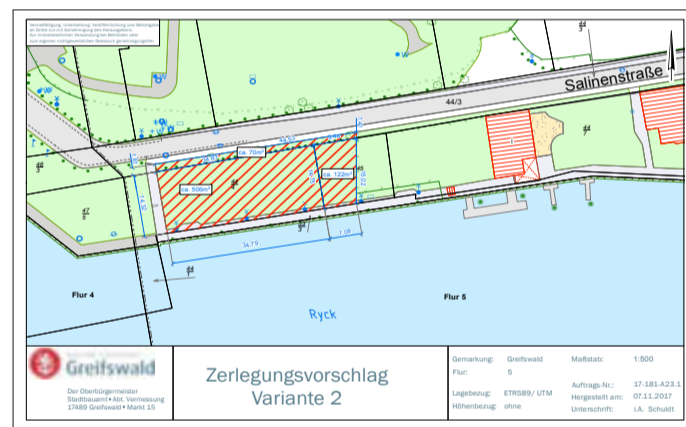 Salinenstraße
44/3
ca. 70m²
ca. 508m²
ca. 122m²
34.79
7.08
Flur 4
Flur 5
Ryck
Greifswald
Der Oberbürgermeister
Stadtbauamt • Abt. Vermessung
17489 Greifswald • Markt 15
Zerlegungsvorschlag
Variante 2
Gemarkung: Greifswald
Flur: 5
Lagebezug: ETRS89/ UTM
Höhenbezug: ohne
Maßstab: 1:500
Auftrags-Nr.: 17-181-A23.1
Hergestellt am: 07.11.2017
Unterschrift: i.A. Schuldt